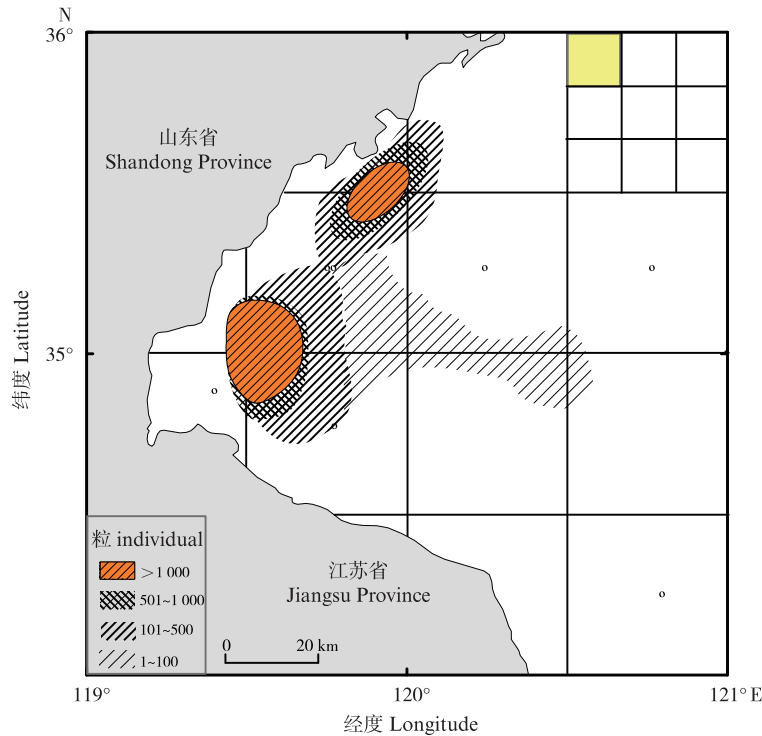 N
36°
山东省
Shandong Province
35°
纬度 Latitude
粒 individual
>1 000
501~1 000
101~500
1~100
江苏省
Jiangsu Province
0 20 km
119° 120° 121° E
经度 Longitude